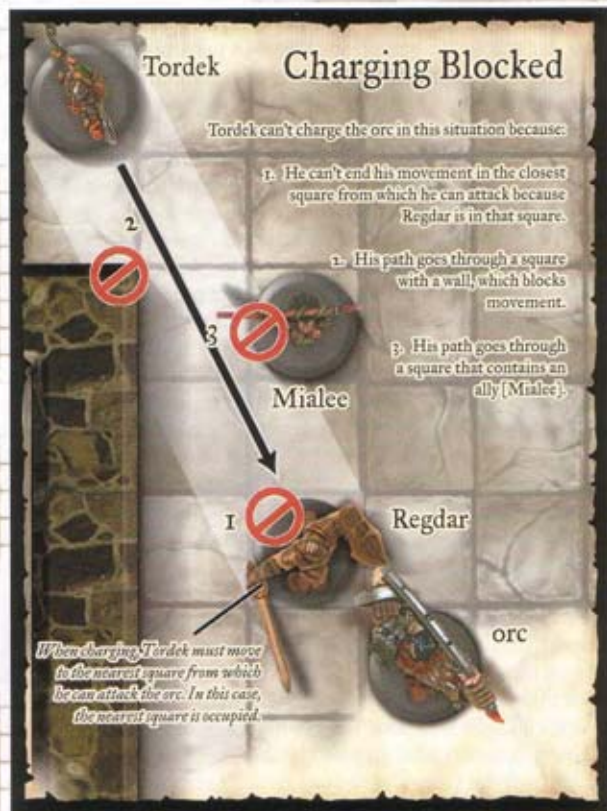 Tordek
Charging Blocked
Tordek can't charge the orc in this situation because:
1. He can't end his movement in the closest
square from which he can attack because
Regdar is in that square.
2. His path goes through a square
with a wall, which blocks
movement.
3. His path goes through
a square that contains an
ally [Mialee].
2
3
Mialee
1
Regdar
orc
When charging, Tordek must move
to the nearest square from which
he can attack the orc. In this case,
the nearest square is occupied.